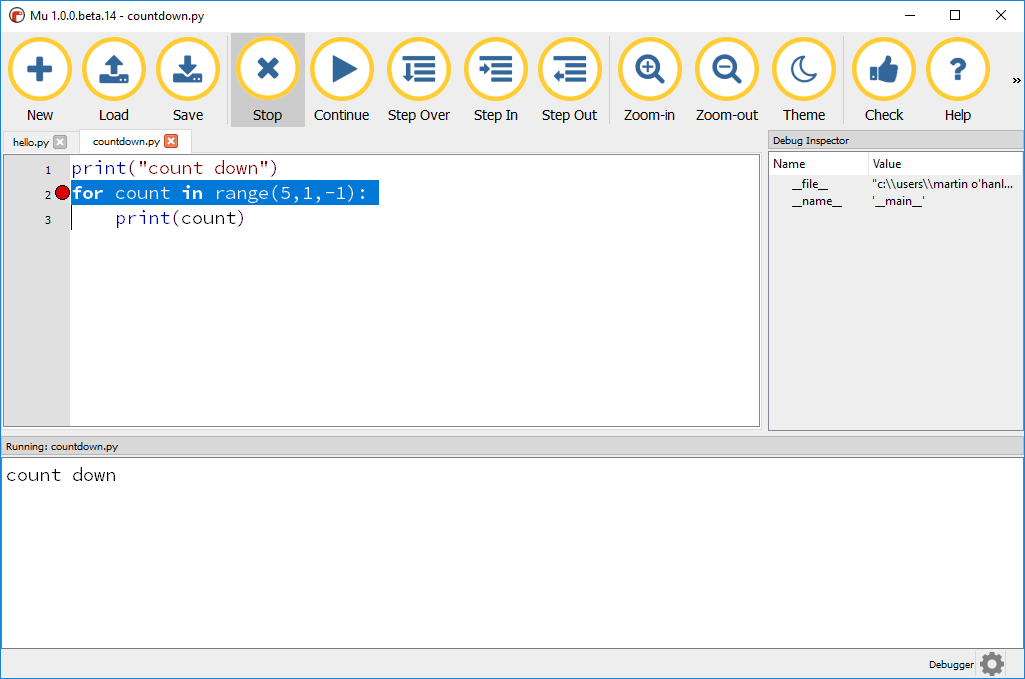 Mu 1.0.0.beta.14 - countdown.py
New Load Save Stop Continue Step Over Step In Step Out Zoom-in Zoom-out Theme Check Help »
hello.py countdown.py
1 print("count down")
2 for count in range(5,1,-1):
3 print(count)
Debug Inspector
Name Value
__file__ "c:\\users\\martin o'hanl...
__name__ '__main__'
Running: countdown.py
count down
Debugger